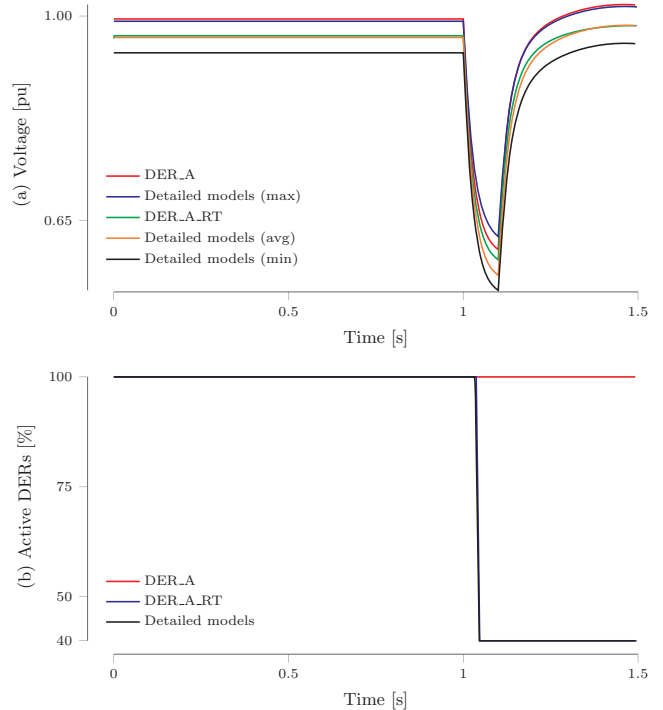 1.00
0.65
(a) Voltage [pu]
DER_A
Detailed models (max)
DER_A_RT
Detailed models (avg)
Detailed models (min)
0
0.5
1
1.5
Time [s]
100
75
50
40
(b) Active DERs [%]
DER_A
DER_A_RT
Detailed models
0
0.5
1
1.5
Time [s]